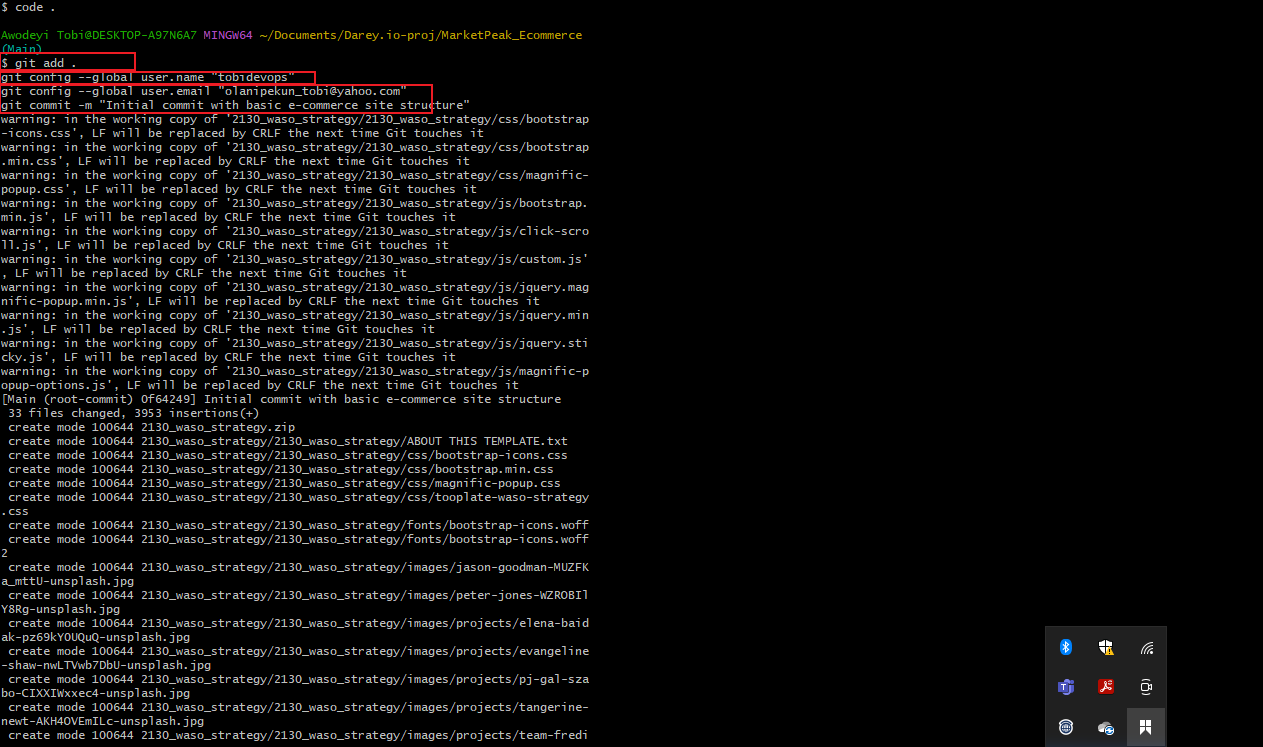 $ code .
Awodeyi Tobi@DESKTOP-A97N6A7 MINGW64 ~/Documents/Darey.io-proj/MarketPeak_Ecommerce
(Main)
$ git add .
git config --global user.name "tobidevops"
git config --global user.email "olanipekun_tobi@yahoo.com"
git commit -m "Initial commit with basic e-commerce site structure"
warning: in the working copy of '2130_waso_strategy/2130_waso_strategy/css/bootstrap
-icons.css', LF will be replaced by CRLF the next time Git touches it
warning: in the working copy of '2130_waso_strategy/2130_waso_strategy/css/bootstrap
.min.css', LF will be replaced by CRLF the next time Git touches it
warning: in the working copy of '2130_waso_strategy/2130_waso_strategy/css/magnific-
popup.css', LF will be replaced by CRLF the next time Git touches it
warning: in the working copy of '2130_waso_strategy/2130_waso_strategy/js/bootstrap.
min.js', LF will be replaced by CRLF the next time Git touches it
warning: in the working copy of '2130_waso_strategy/2130_waso_strategy/js/click-scro
ll.js', LF will be replaced by CRLF the next time Git touches it
warning: in the working copy of '2130_waso_strategy/2130_waso_strategy/js/custom.js'
, LF will be replaced by CRLF the next time Git touches it
warning: in the working copy of '2130_waso_strategy/2130_waso_strategy/js/jquery.mag
nific-popup.min.js', LF will be replaced by CRLF the next time Git touches it
warning: in the working copy of '2130_waso_strategy/2130_waso_strategy/js/jquery.min
.js', LF will be replaced by CRLF the next time Git touches it
warning: in the working copy of '2130_waso_strategy/2130_waso_strategy/js/jquery.sti
cky.js', LF will be replaced by CRLF the next time Git touches it
warning: in the working copy of '2130_waso_strategy/2130_waso_strategy/js/magnific-p
opup-options.js', LF will be replaced by CRLF the next time Git touches it
[Main (root-commit) 0f64249] Initial commit with basic e-commerce site structure
33 files changed, 3953 insertions(+)
create mode 100644 2130_waso_strategy.zip
create mode 100644 2130_waso_strategy/2130_waso_strategy/ABOUT THIS TEMPLATE.txt
create mode 100644 2130_waso_strategy/2130_waso_strategy/css/bootstrap-icons.css
create mode 100644 2130_waso_strategy/2130_waso_strategy/css/bootstrap.min.css
create mode 100644 2130_waso_strategy/2130_waso_strategy/css/magnific-popup.css
create mode 100644 2130_waso_strategy/2130_waso_strategy/css/tooplate-waso-strategy
.css
create mode 100644 2130_waso_strategy/2130_waso_strategy/fonts/bootstrap-icons.woff
create mode 100644 2130_waso_strategy/2130_waso_strategy/fonts/bootstrap-icons.woff
2
create mode 100644 2130_waso_strategy/2130_waso_strategy/images/jason-goodman-MUZFK
a_mttU-unsplash.jpg
create mode 100644 2130_waso_strategy/2130_waso_strategy/images/peter-jones-WZROBIl
Y8Rg-unsplash.jpg
create mode 100644 2130_waso_strategy/2130_waso_strategy/images/projects/elena-baid
ak-pz69kY0UQuQ-unsplash.jpg
create mode 100644 2130_waso_strategy/2130_waso_strategy/images/projects/evangeline
-shaw-nwLTVwb7DbU-unsplash.jpg
create mode 100644 2130_waso_strategy/2130_waso_strategy/images/projects/pj-gal-sza
bo-CIXXIWxxec4-unsplash.jpg
create mode 100644 2130_waso_strategy/2130_waso_strategy/images/projects/tangerine-
newt-AKH4OVEmILc-unsplash.jpg
create mode 100644 2130_waso_strategy/2130_waso_strategy/images/projects/team-fredi